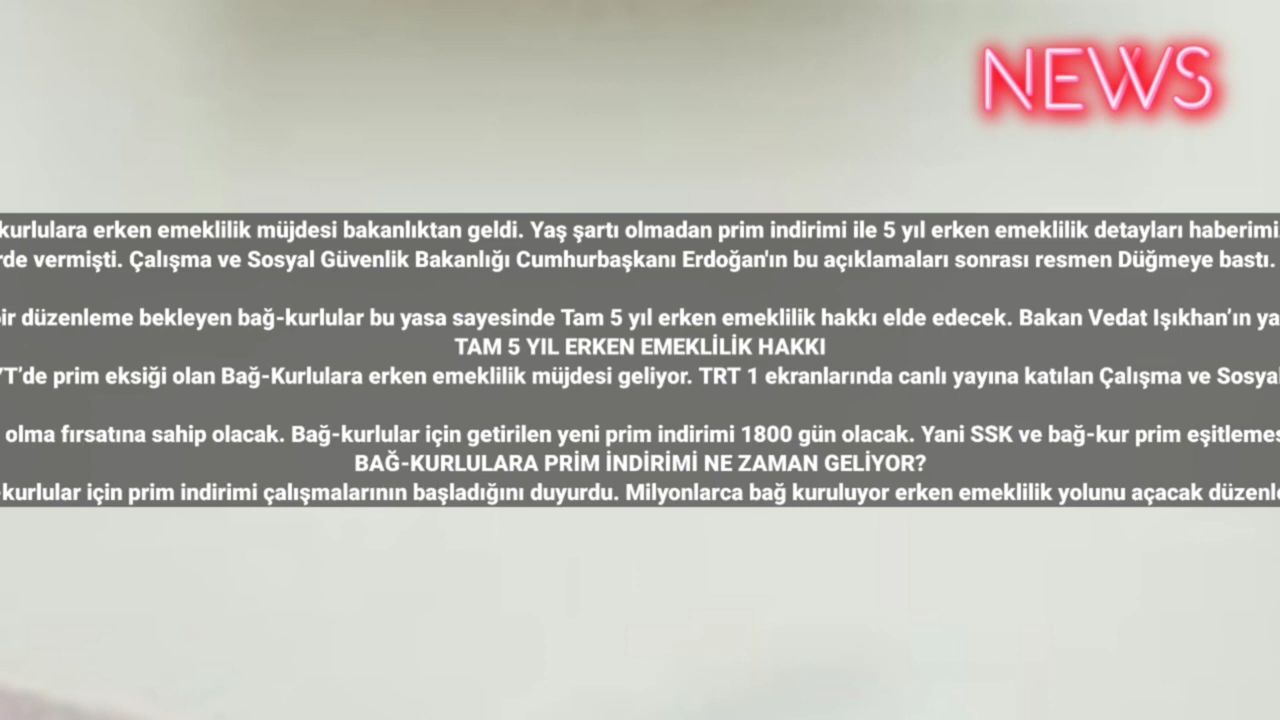 NEWS
kurlulara erken emeklilik müjdesi bakanlıktan geldi. Yaş şartı olmadan prim indirimi ile 5 yıl erken emeklilik detayları haberimi
rde vermişti. Çalışma ve Sosyal Güvenlik Bakanlığı Cumhurbaşkanı Erdoğan'ın bu açıklamaları sonrası resmen Düğmeye bastı.
bir düzenleme bekleyen bağ-kurlular bu yasa sayesinde Tam 5 yıl erken emeklilik hakkı elde edecek. Bakan Vedat Işıkhan’ın ya
TAM 5 YIL ERKEN EMEKLİLİK HAKKI
YT’de prim eksiği olan Bağ-Kurlulara erken emeklilik müjdesi geliyor. TRT 1 ekranlarında canlı yayına katılan Çalışma ve Sosyal
olma fırsatına sahip olacak. Bağ-kurlular için getirilen yeni prim indirimi 1800 gün olacak. Yani SSK ve bağ-kur prim eşitlemes
BAĞ-KURLULARA PRİM İNDİRİMİ NE ZAMAN GELİYOR?
-kurlular için prim indirimi çalışmalarının başladığını duyurdu. Milyonlarca bağ kuruluyor erken emeklilik yolunu açacak düzenle